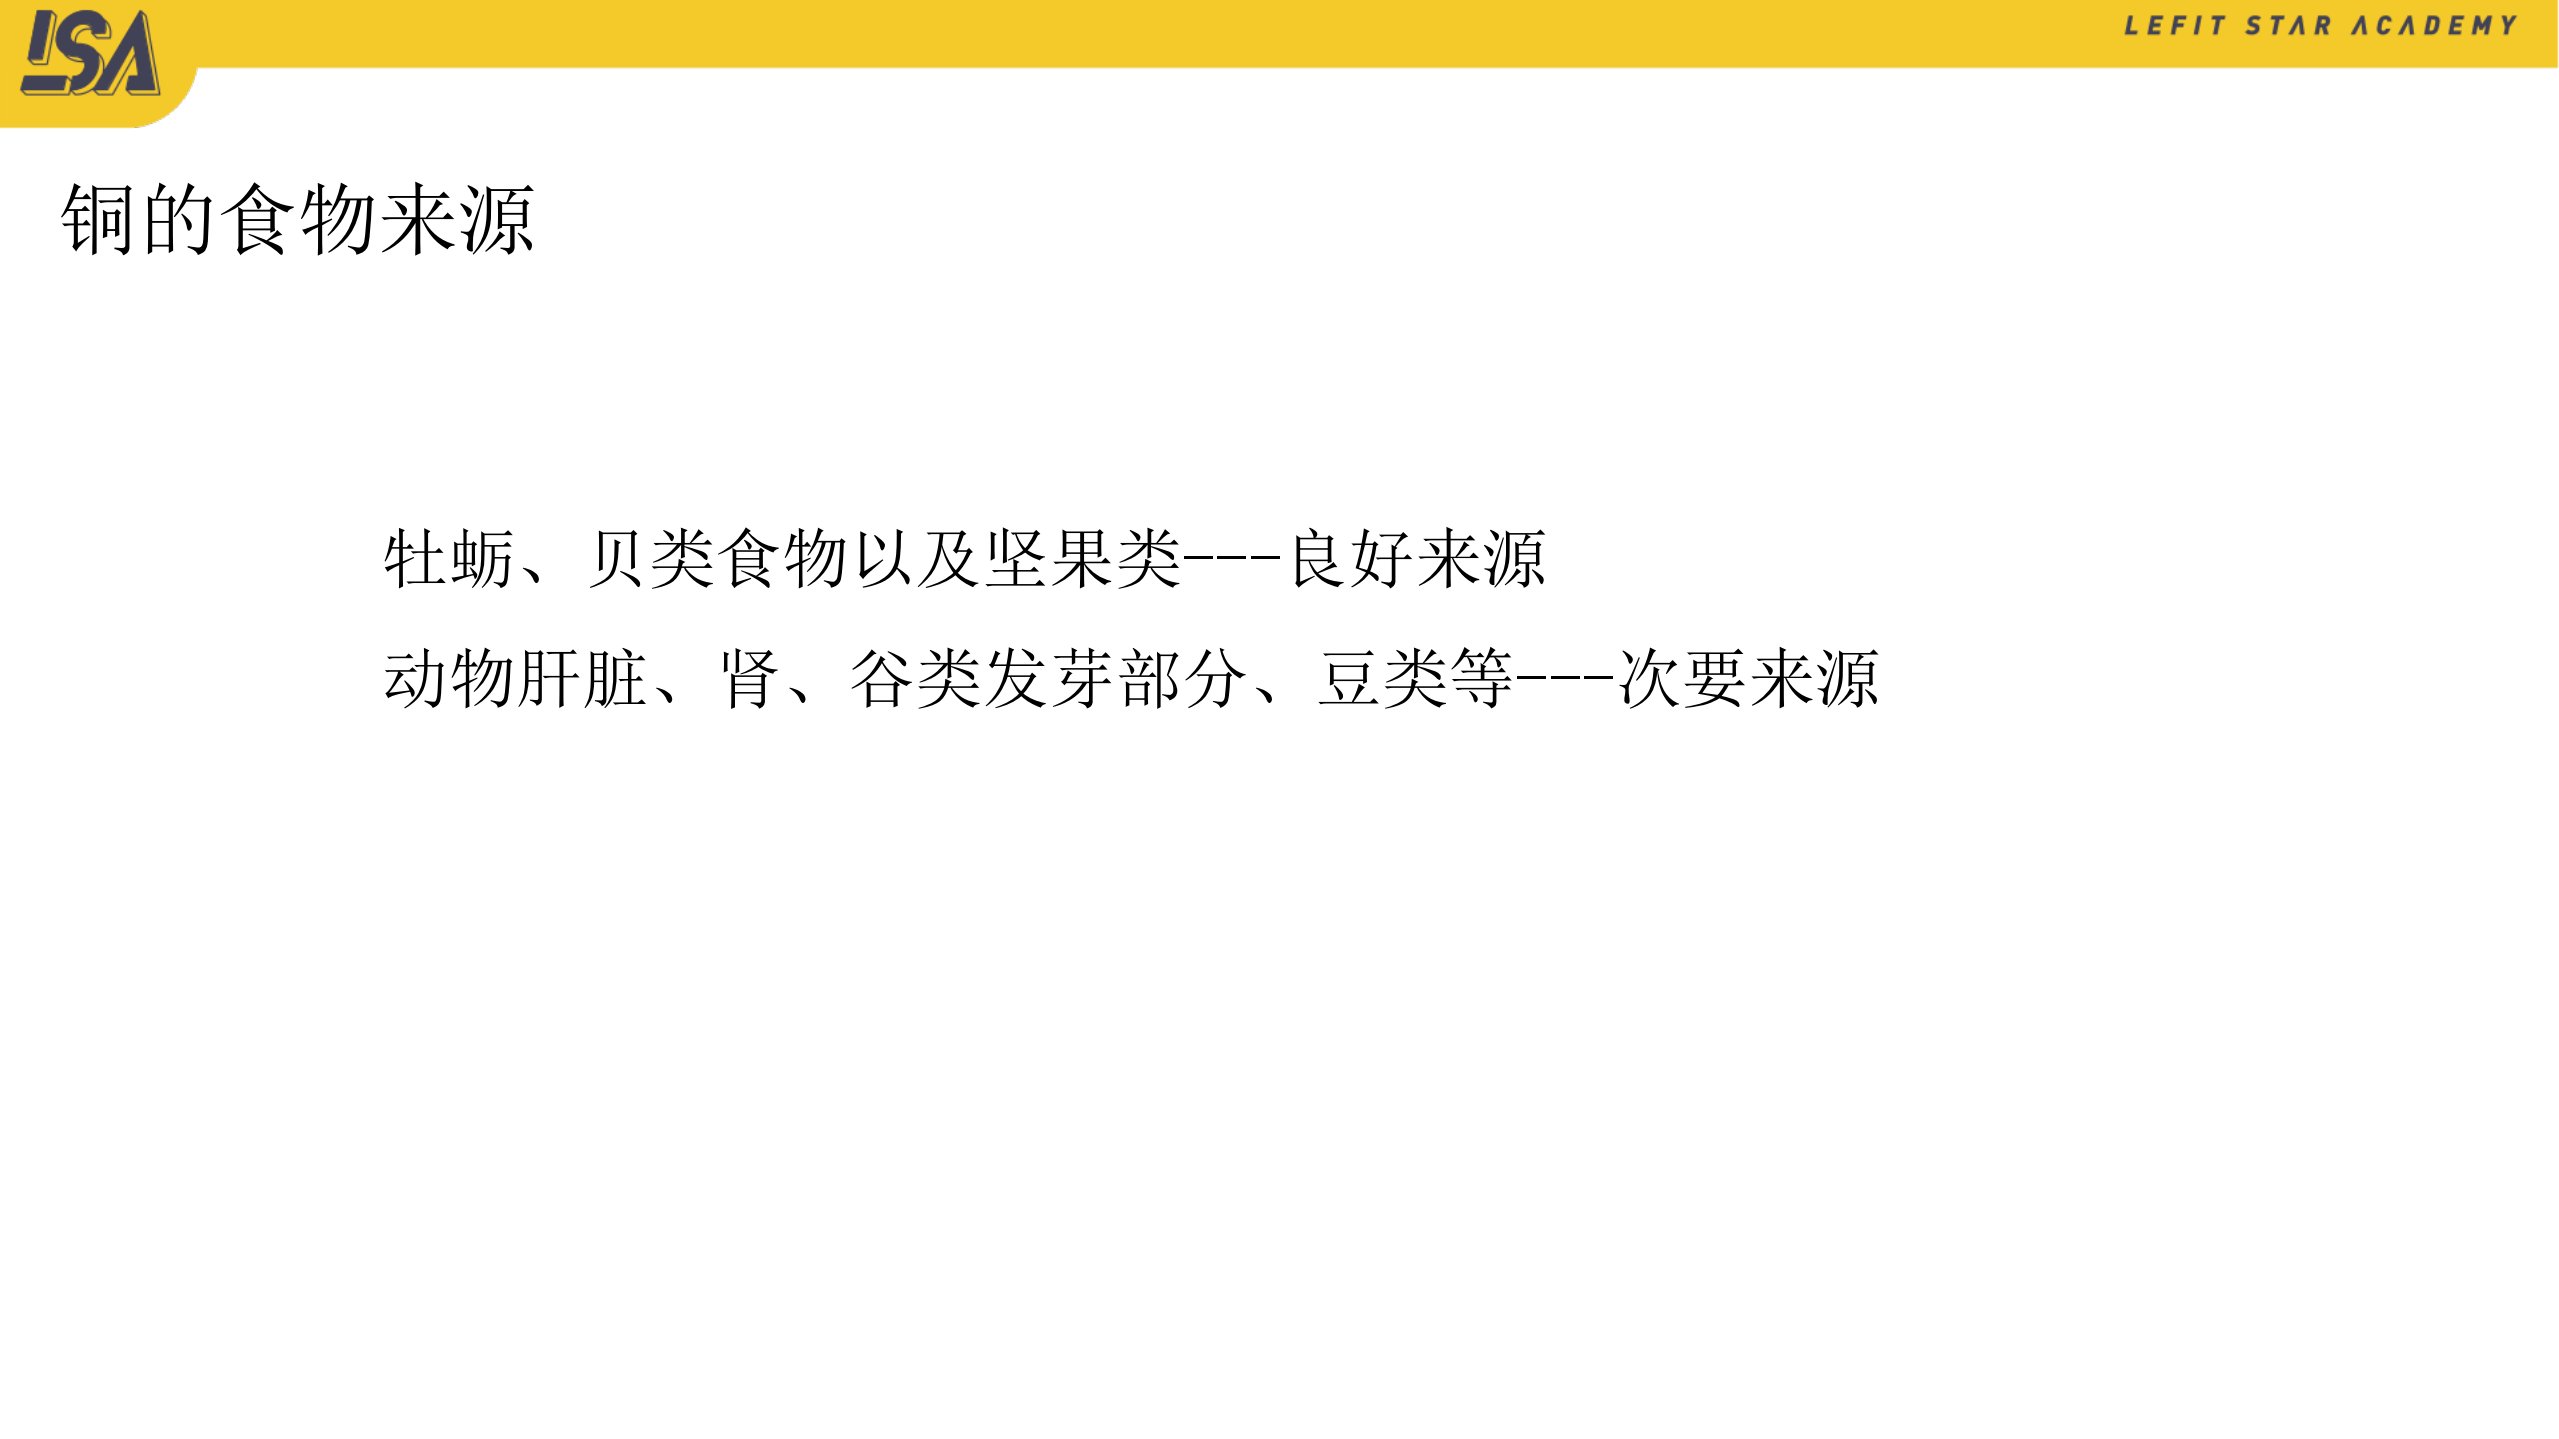 LSA
LEFIT STAR ACADEMY
铜的食物来源
牡蛎、贝类食物以及坚果类---良好来源
动物肝脏、肾、谷类发芽部分、豆类等---次要来源